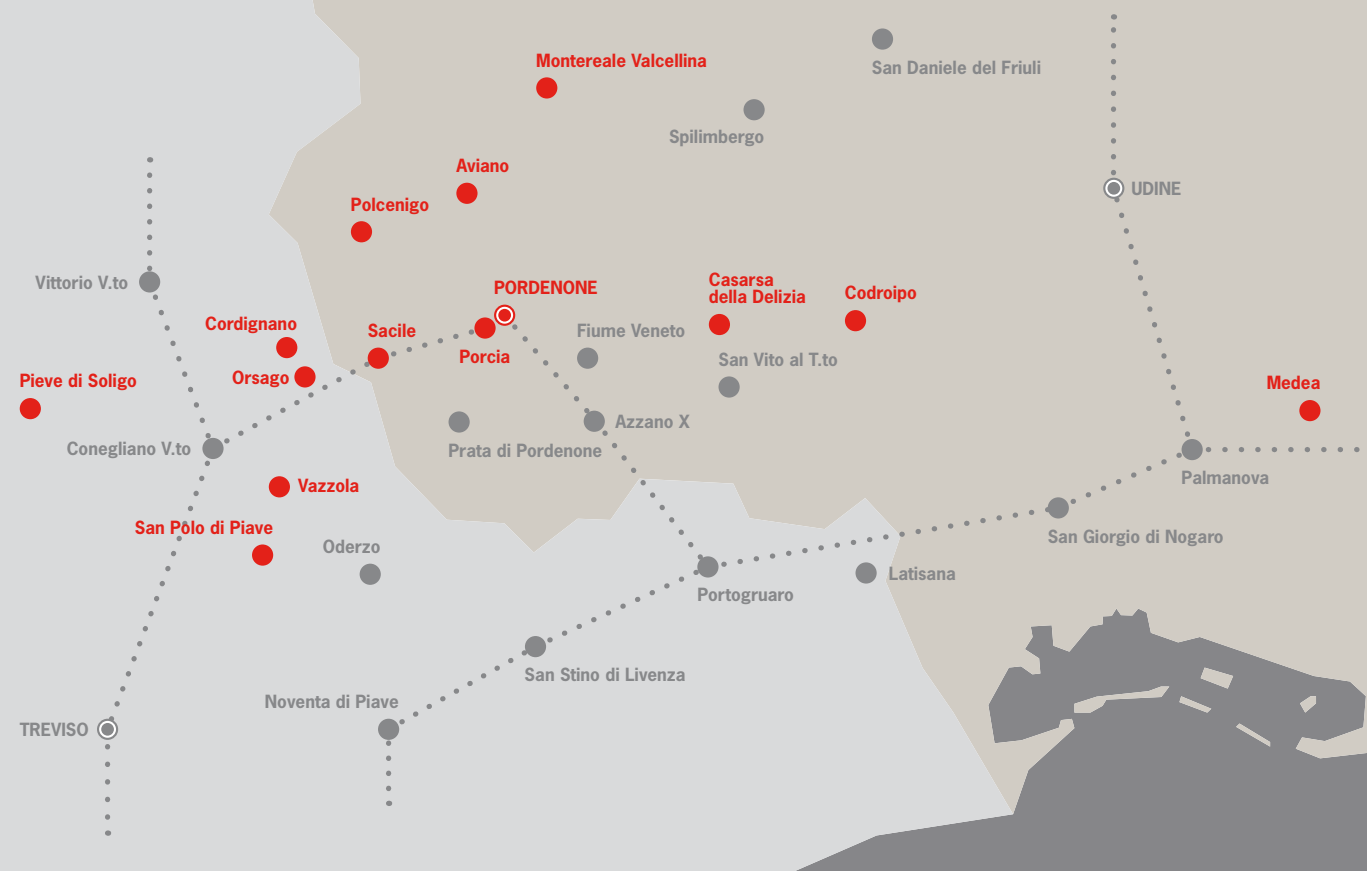 Montereale Valcellina
San Daniele del Friuli
Spilimbergo
Aviano
UDINE
Polcenigo
Vittorio V.to
PORDENONE
Casarsa
della Delizia
Codroipo
Cordignano
Sacile
Fiume Veneto
Porcia
San Vito al T.to
Orsago
Pieve di Soligo
Medea
Azzano X
Conegliano V.to
Prata di Pordenone
Palmanova
Vazzola
San Polo di Piave
San Giorgio di Nogaro
Oderzo
Latisana
Portogruaro
San Stino di Livenza
Noventa di Piave
TREVISO